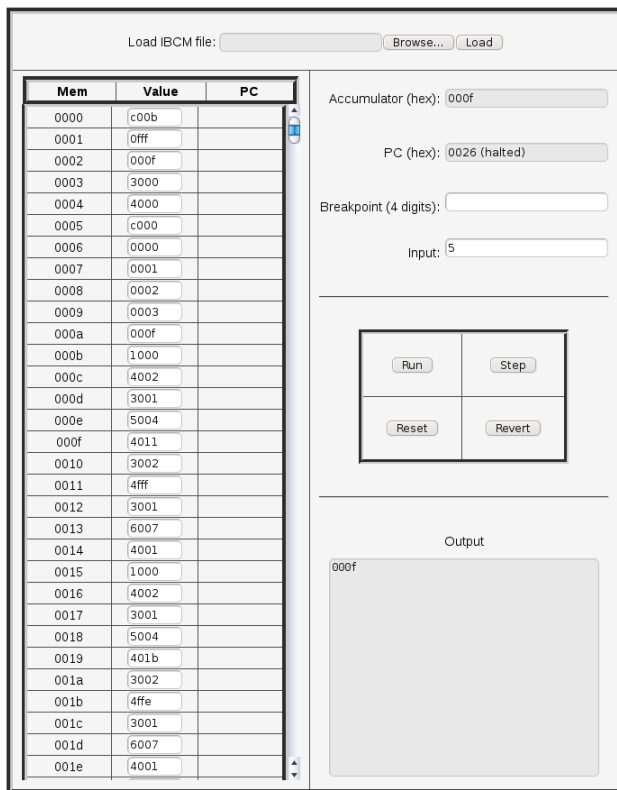 Load IBCM file: Browse... Load
Mem Value PC
0000 c00b
0001 0fff
0002 000f
0003 3000
0004 4000
0005 c000
0006 0000
0007 0001
0008 0002
0009 0003
000a 000f
000b 1000
000c 4002
000d 3001
000e 5004
000f 4011
0010 3002
0011 4fff
0012 3001
0013 6007
0014 4001
0015 1000
0016 4002
0017 3001
0018 5004
0019 401b
001a 3002
001b 4ffe
001c 3001
001d 6007
001e 4001
Accumulator (hex): 000f
PC (hex): 0026 (halted)
Breakpoint (4 digits):
Input: 5
Run Step
Reset Revert
Output
000f